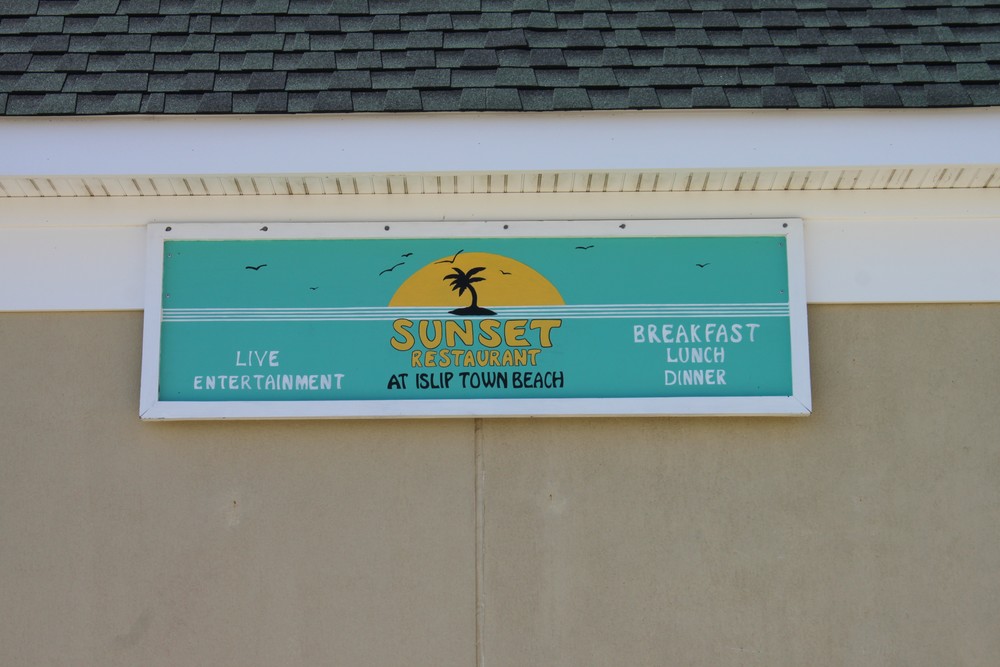 SUNSET
RESTAURANT
AT ISLIP TOWN BEACH
LIVE
ENTERTAINMENT
BREAKFAST
LUNCH
DINNER